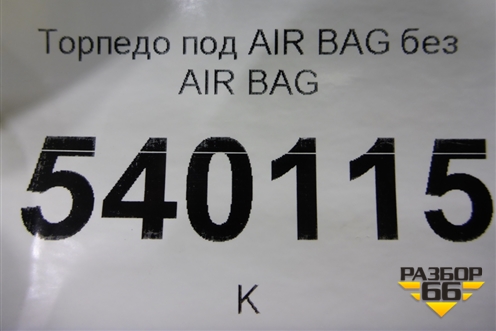 Торпедо под AIR BAG без
AIR BAG
540115
К
РАЗБОР
66